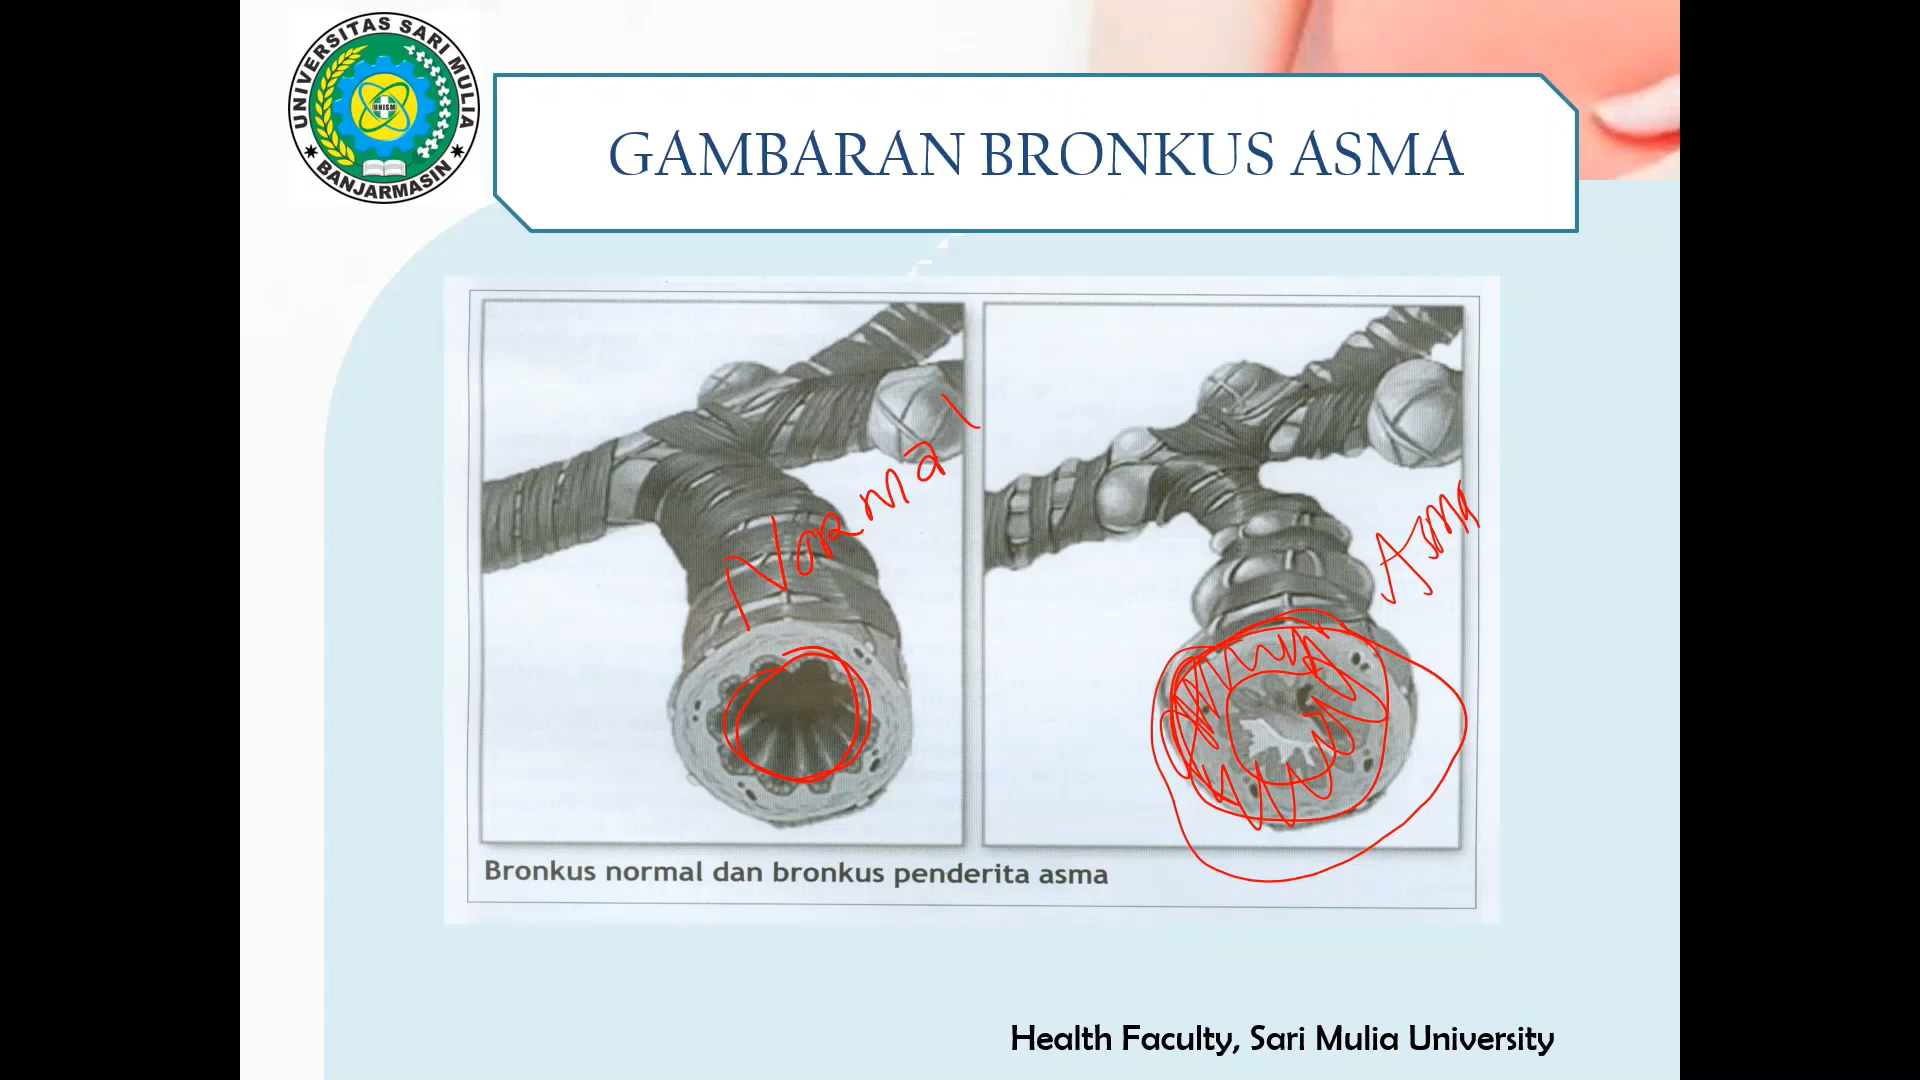 UNIVERSITAS SARI MULIA
UNISM
BANJARMASIN
GAMBARAN BRONKUS ASMA
Normal
Asma
Bronkus normal dan bronkus penderita asma
Health Faculty, Sari Mulia University